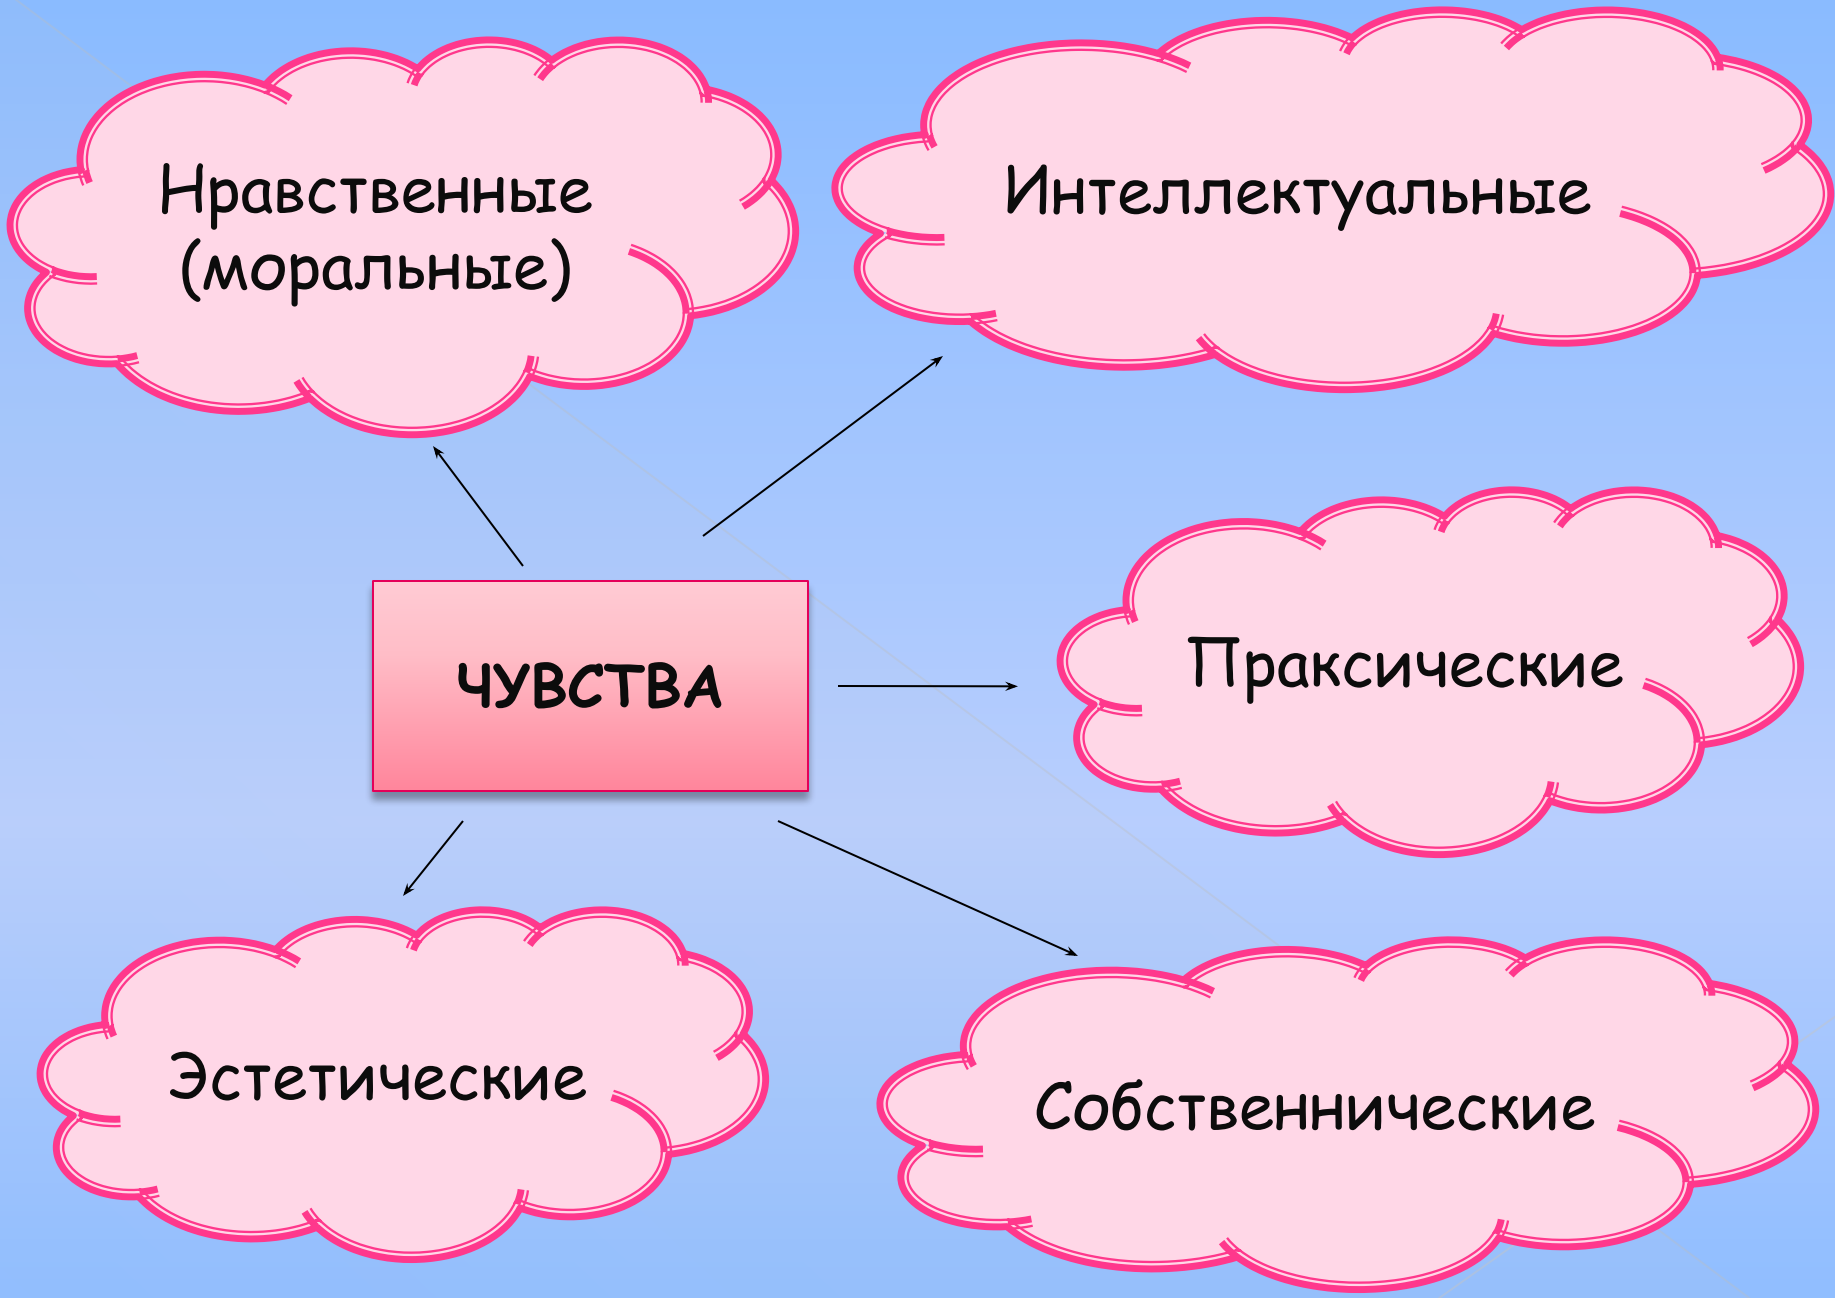 Нравственные
(моральные)
Интеллектуальные
Праксические
ЧУВСТВА
Эстетические
Собственнические